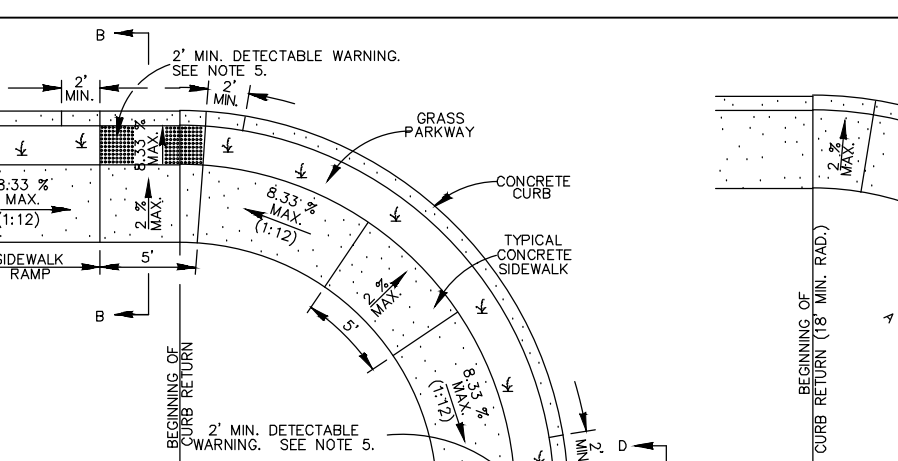 B
2' MIN. DETECTABLE WARNING.
SEE NOTE 5.
2'
MIN.
2'
MIN.
GRASS
PARKWAY
8.33 %
MAX.
CONCRETE
CURB
8.33 %
MAX.
(1:12)
2 %
MAX.
8.33 %
MAX.
(1:12)
TYPICAL
CONCRETE
SIDEWALK
2 %
MAX.
SIDEWALK
RAMP
5'
B
5'
BEGINNING OF
CURB RETURN
8.33 %
MAX.
(1:12)
2' MIN. DETECTABLE
WARNING. SEE NOTE 5.
2'
MIN.
D
2 %
MAX.
BEGINNING OF
CURB RETURN (18' MIN. RAD.)
A